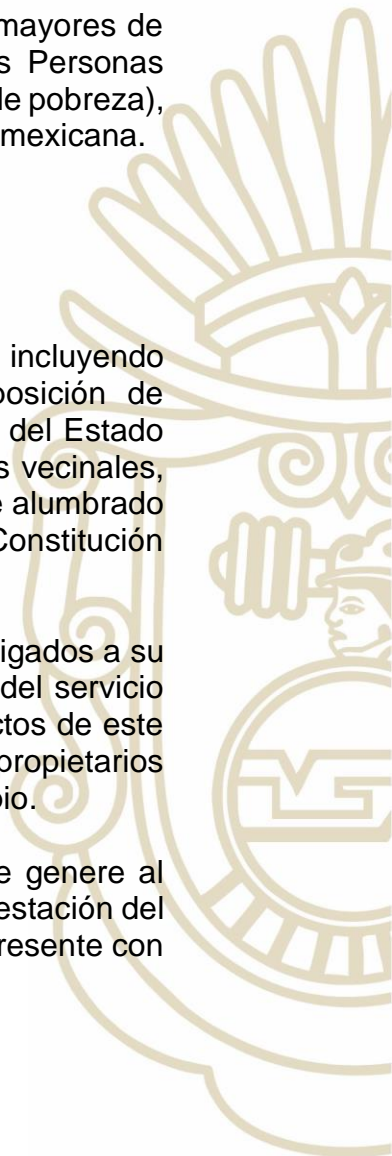 mayores de
s Personas
de pobreza),
mexicana.
incluyendo
posición de
del Estado
s vecinales,
e alumbrado
Constitución
igados a su
del servicio
ctos de este
propietarios
pio.
e genere al
estación del
resente con